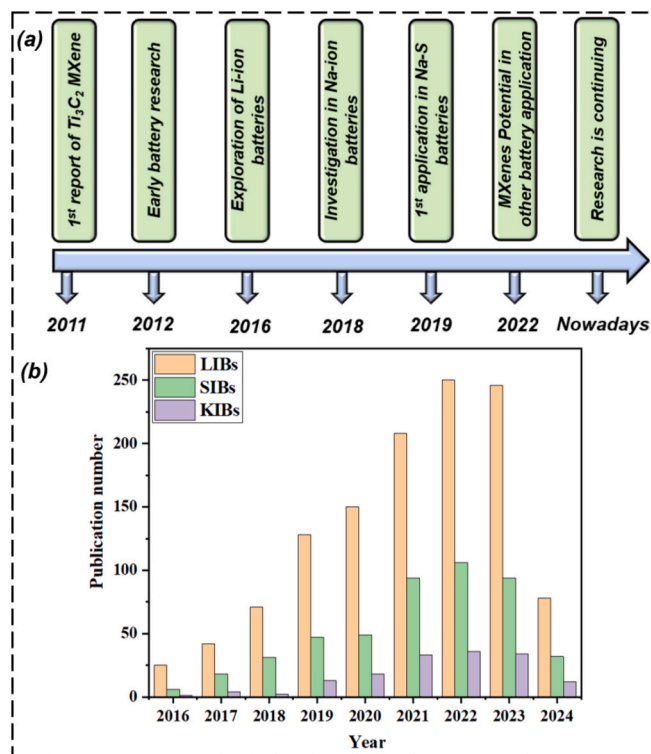 (a)
1st report of Ti3C2 MXene
Early battery research
Exploration of Li-ion
batteries
Investigation in Na-ion
batteries
1st application in Na-S
batteries
MXenes Potential in
other battery application
Research is continuing
2011
2012
2016
2018
2019
2022
Nowadays
(b)
LIBs
SIBs
KIBs
Publication number
250
200
150
100
50
0
2016
2017
2018
2019
2020
2021
2022
2023
2024
Year